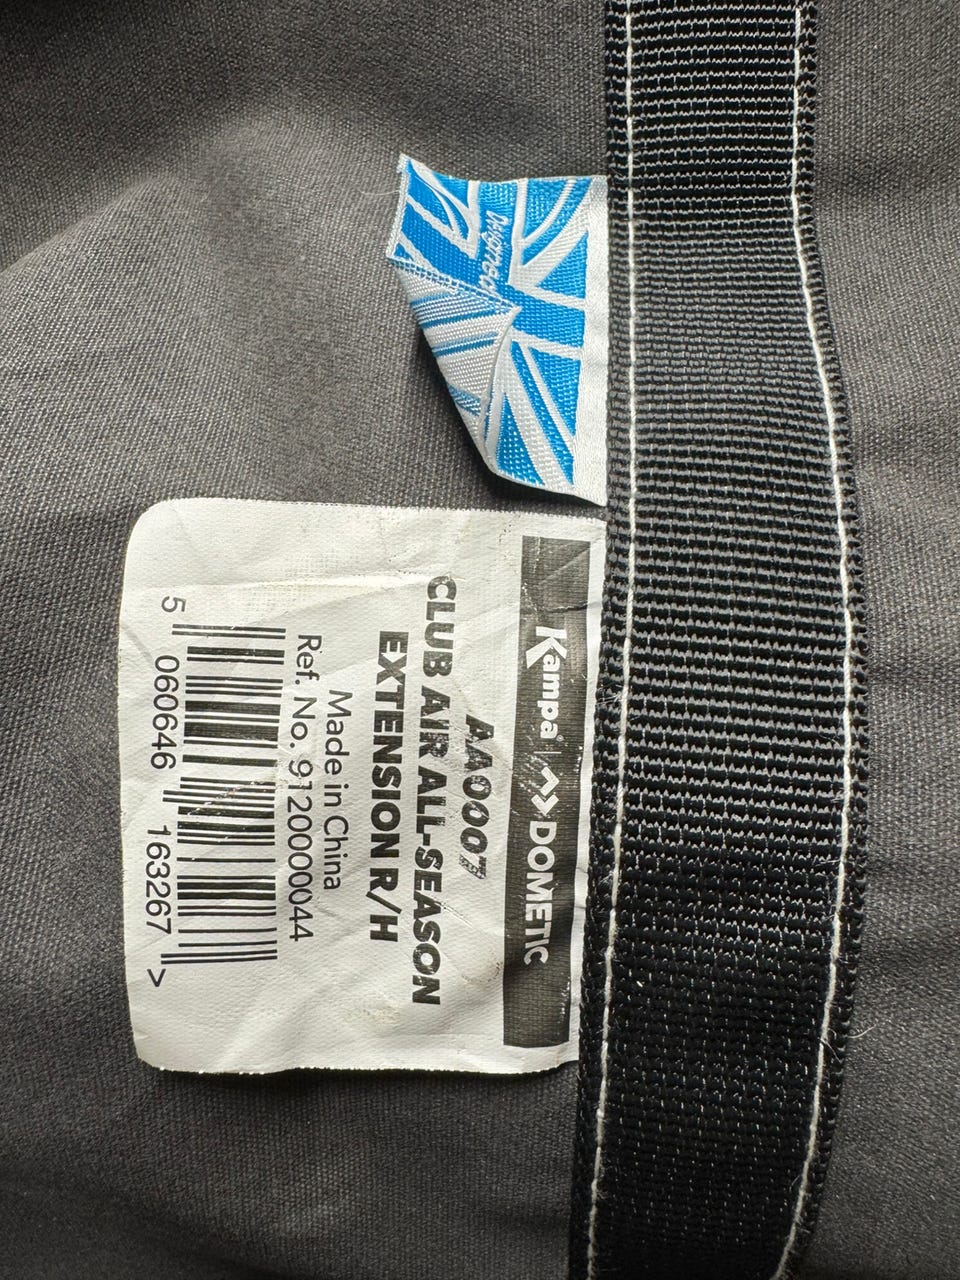 Designed
Kampa DOMETIC
AA0007
CLUB AIR ALL-SEASON
EXTENSION R/H
Made in China
Ref. No. 9120000044
5 060646 163267 >